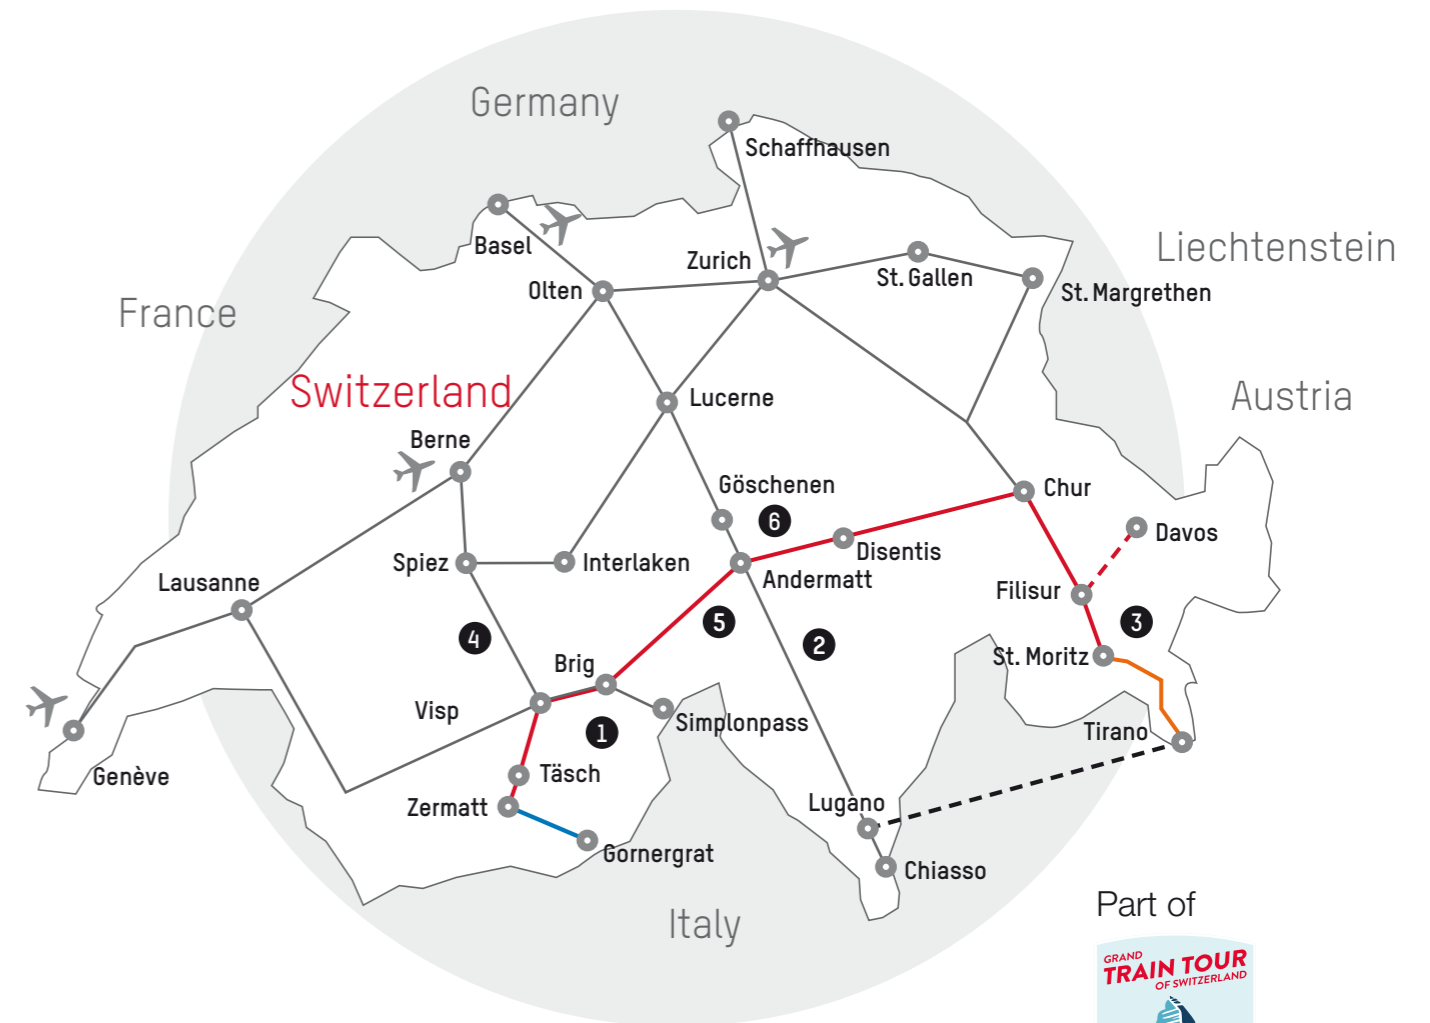 Germany
Schaffhausen
Liechtenstein
Basel
Zurich
St. Gallen
Olten
St. Margrethen
France
Switzerland
Lucerne
Austria
Berne
Göschenen
Chur
6
Davos
Disentis
Spiez
Interlaken
Andermatt
Lausanne
Filisur
5
3
4
2
St. Moritz
Brig
Visp
Simplonpass
1
Tirano
Täsch
Genève
Zermatt
Lugano
Gornergrat
Chiasso
Italy
Part of
GRAND
TRAIN TOUR
OF SWITZERLAND